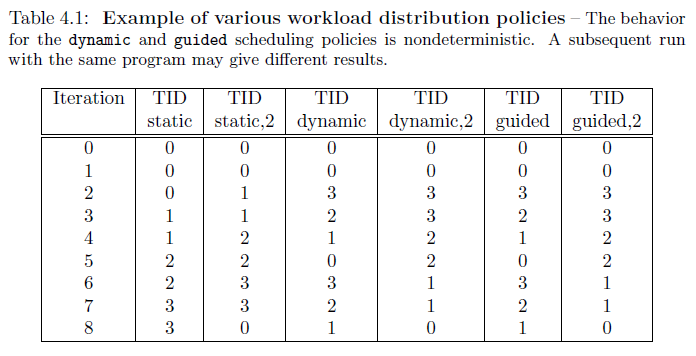 Table 4.1: Example of various workload distribution policies – The behavior
for the dynamic and guided scheduling policies is nondeterministic. A subsequent run
with the same program may give different results.
Iteration TID TID TID TID TID TID
static static,2 dynamic dynamic,2 guided guided,2
0 0 0 0 0 0 0
1 0 0 0 0 0 0
2 0 1 3 3 3 3
3 1 1 2 3 2 3
4 1 2 1 2 1 2
5 2 2 0 2 0 2
6 2 3 3 1 3 1
7 3 3 2 1 2 1
8 3 0 1 0 1 0